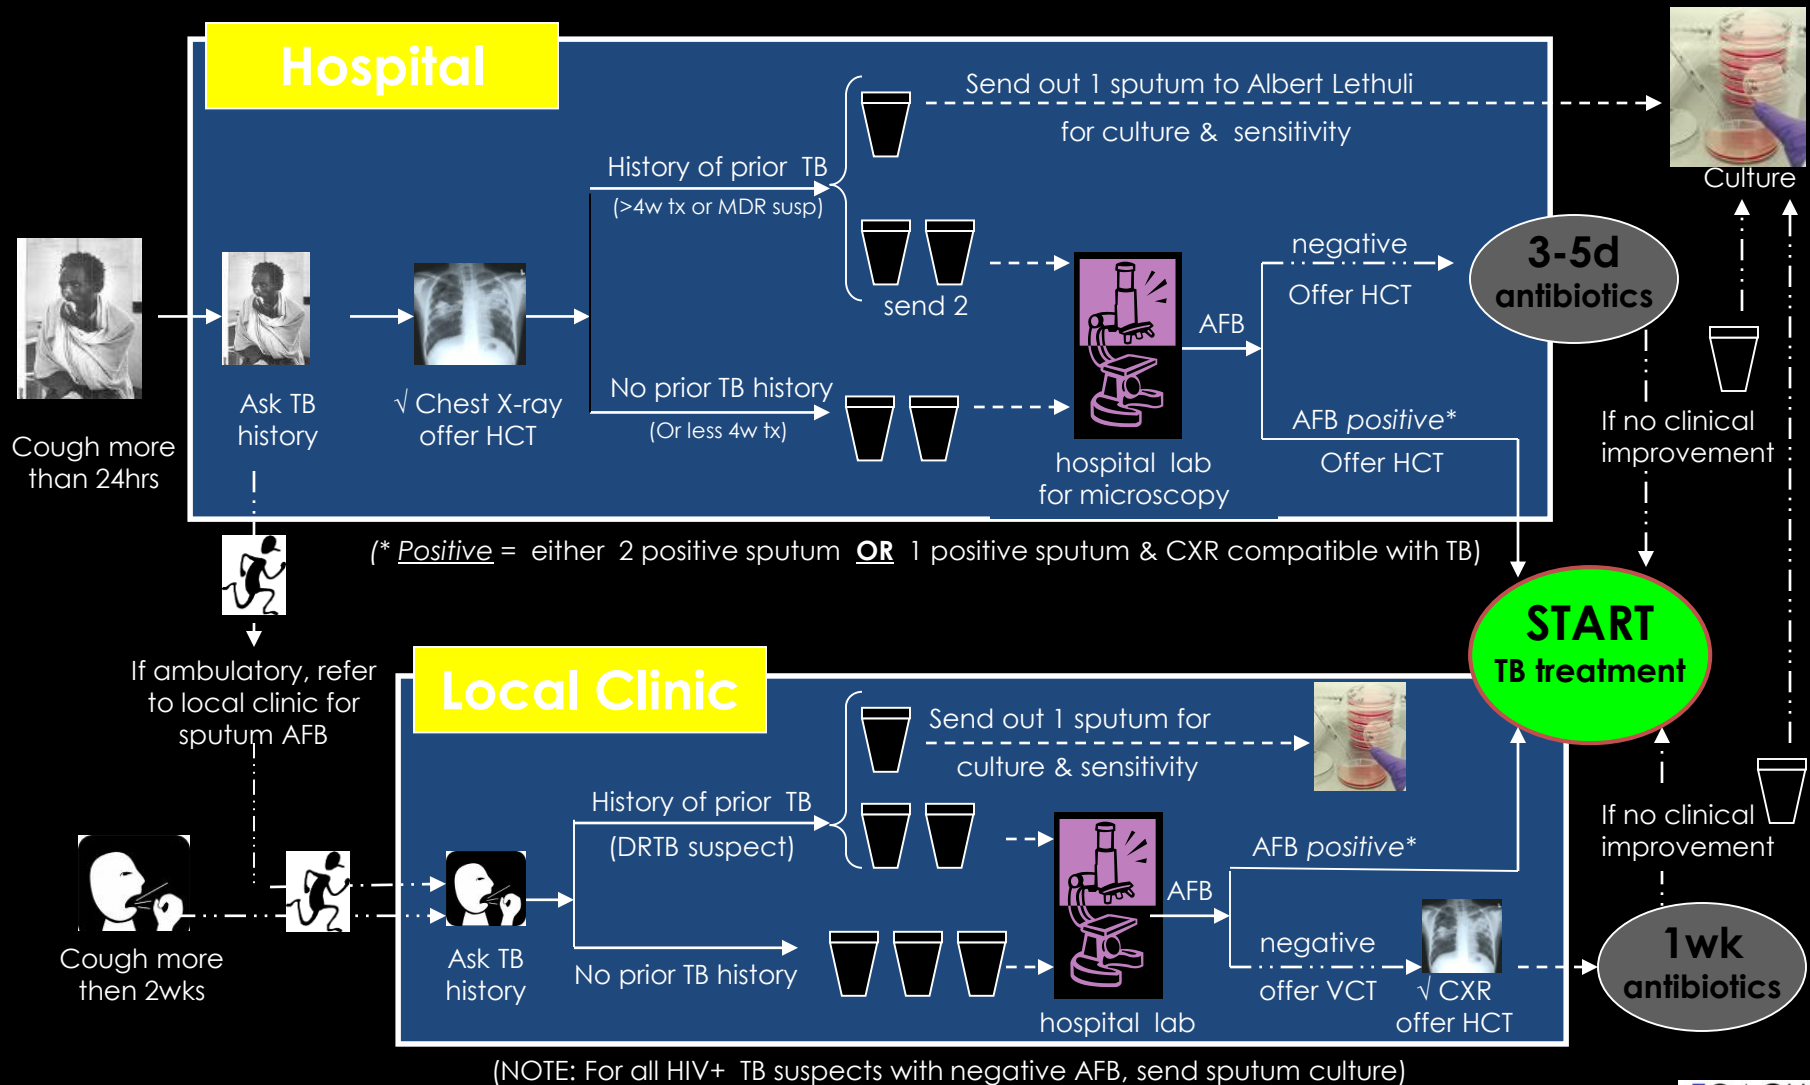 Hospital
Send out 1 sputum to Albert Lethuli
for culture & sensitivity
Culture
History of prior TB
(>4w tx or MDR susp)
send 2
negative
Offer HCT
3-5d
antibiotics
AFB
Ask TB
history
√ Chest X-ray
offer HCT
No prior TB history
(Or less 4w tx)
AFB positive*
Offer HCT
If no clinical
improvement
Cough more
than 24hrs
hospital lab
for microscopy
(* Positive = either 2 positive sputum OR 1 positive sputum & CXR compatible with TB)
START
TB treatment
If ambulatory, refer
to local clinic for
sputum AFB
Local Clinic
Send out 1 sputum for
culture & sensitivity
History of prior TB
(DRTB suspect)
AFB positive*
If no clinical
improvement
AFB
Cough more
then 2wks
Ask TB
history
No prior TB history
negative
offer VCT
√ CXR
offer HCT
1wk
antibiotics
hospital lab
(NOTE: For all HIV+ TB suspects with negative AFB, send sputum culture)